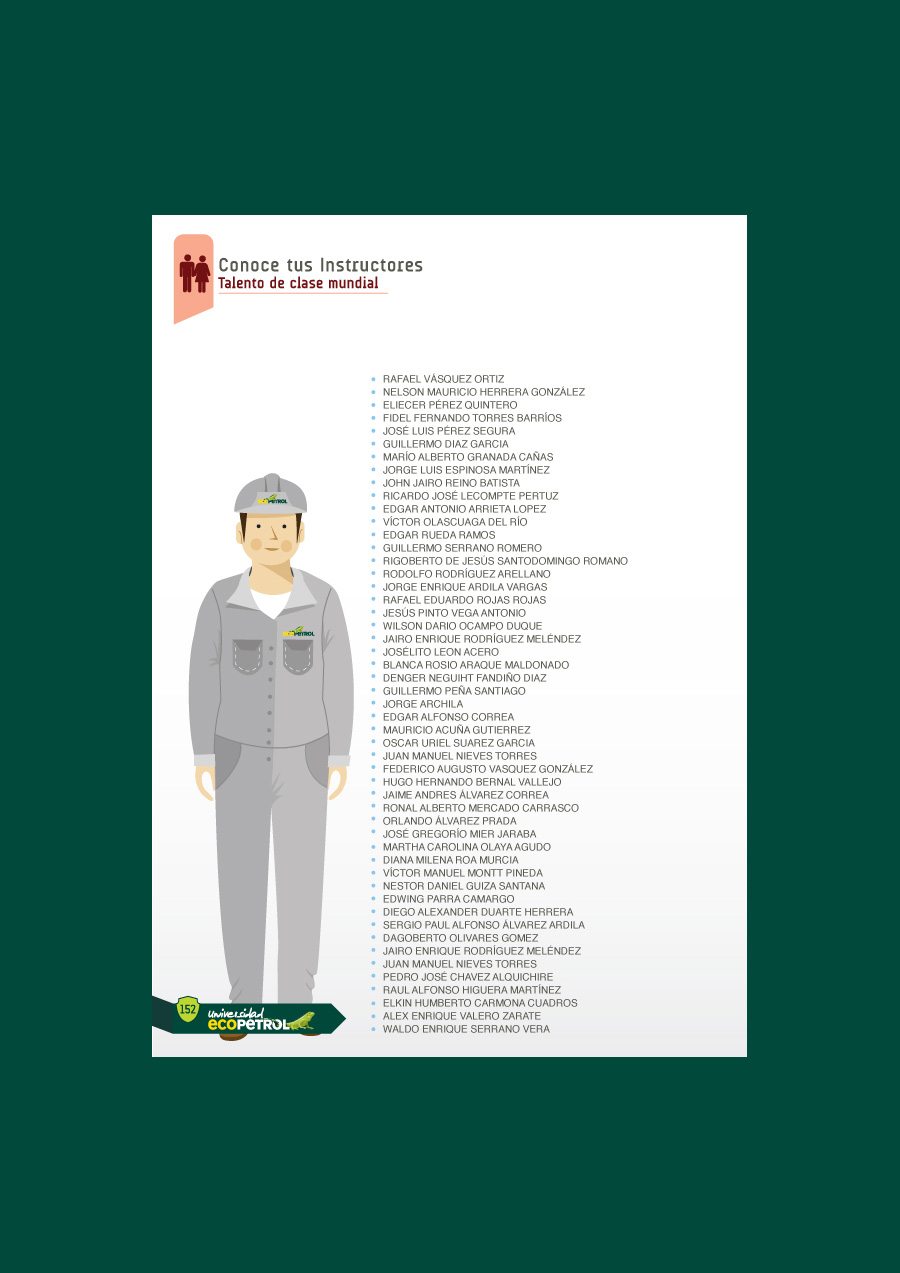 Conoce tus Instructores
Talento de clase mundial
RAFAEL VÁSQUEZ ORTIZ
NELSON MAURICIO HERRERA GONZÁLEZ
ELIECER PÉREZ QUINTERO
FIDEL FERNANDO TORRES BARRÍOS
JOSÉ LUIS PÉREZ SEGURA
GUILLERMO DIAZ GARCIA
MARÍO ALBERTO GRANADA CAÑAS
JORGE LUIS ESPINOSA MARTÍNEZ
JOHN JAIRO REINO BATISTA
RICARDO JOSÉ LECOMPTE PERTUZ
EDGAR ANTONIO ARRIETA LOPEZ
VÍCTOR OLASCUAGA DEL RÍO
EDGAR RUEDA RAMOS
GUILLERMO SERRANO ROMERO
RIGOBERTO DE JESÚS SANTODOMINGO ROMANO
RODOLFO RODRÍGUEZ ARELLANO
JORGE ENRIQUE ARDILA VARGAS
RAFAEL EDUARDO ROJAS ROJAS
JESÚS PINTO VEGA ANTONIO
WILSON DARIO OCAMPO DUQUE
JAIRO ENRIQUE RODRÍGUEZ MELÉNDEZ
JOSÉLITO LEON ACERO
BLANCA ROSIO ARAQUE MALDONADO
DENGER NEGUIHT FANDIÑO DIAZ
GUILLERMO PEÑA SANTIAGO
JORGE ARCHILA
EDGAR ALFONSO CORREA
MAURICIO ACUÑA GUTIERREZ
OSCAR URIEL SUAREZ GARCIA
JUAN MANUEL NIEVES TORRES
FEDERICO AUGUSTO VASQUEZ GONZÁLEZ
HUGO HERNANDO BERNAL VALLEJO
JAIME ANDRES ÁLVAREZ CORREA
RONAL ALBERTO MERCADO CARRASCO
ORLANDO ÁLVAREZ PRADA
JOSÉ GREGORÍO MIER JARABA
MARTHA CAROLINA OLAYA AGUDO
DIANA MILENA ROA MURCIA
VÍCTOR MANUEL MONTT PINEDA
NESTOR DANIEL GUIZA SANTANA
EDWING PARRA CAMARGO
DIEGO ALEXANDER DUARTE HERRERA
SERGIO PAUL ALFONSO ÁLVAREZ ARDILA
DAGOBERTO OLIVARES GOMEZ
JAIRO ENRIQUE RODRÍGUEZ MELÉNDEZ
JUAN MANUEL NIEVES TORRES
PEDRO JOSÉ CHAVEZ ALQUICHIRE
RAUL ALFONSO HIGUERA MARTÍNEZ
ELKIN HUMBERTO CARMONA CUADROS
ALEX ENRIQUE VALERO ZARATE
WALDO ENRIQUE SERRANO VERA
ECOPETROL
ECOPETROL
152
universidad
ECOPETROL